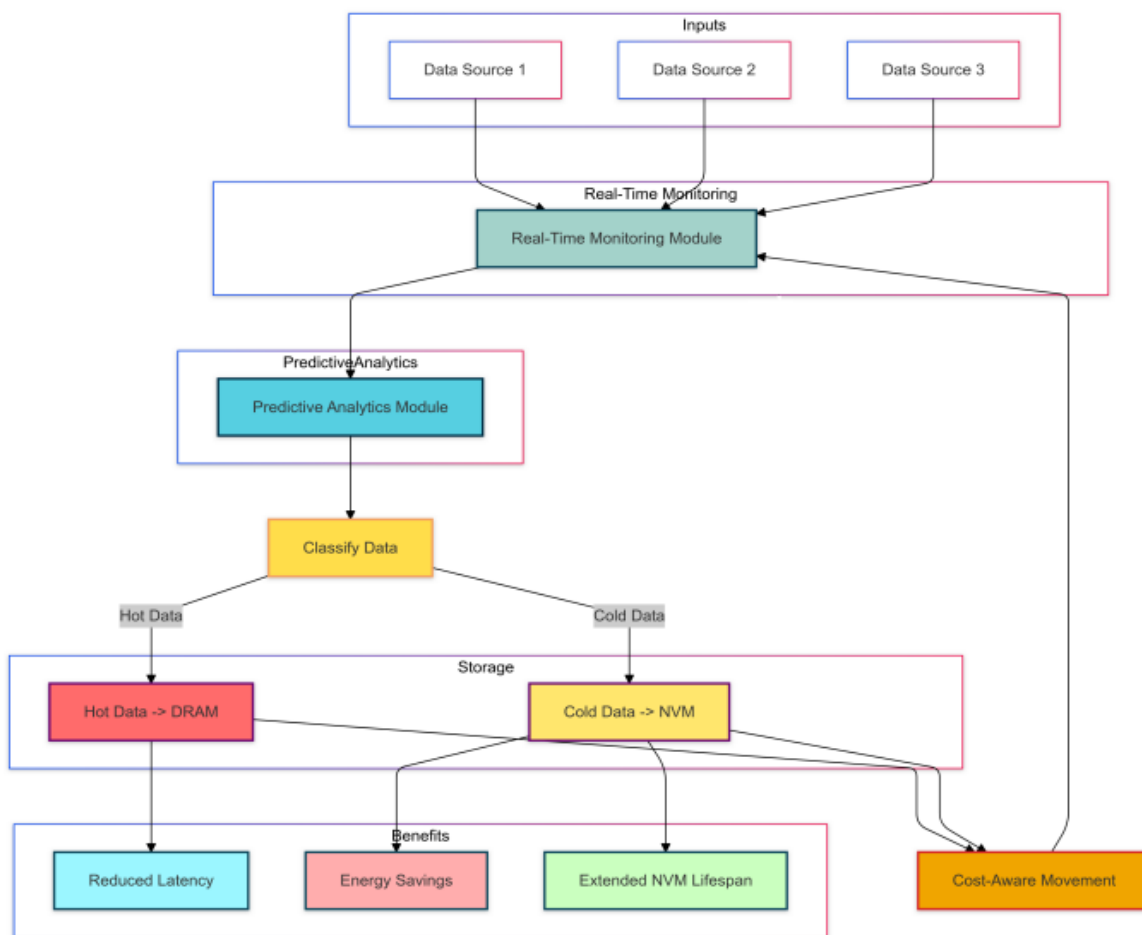 Inputs
Data Source 1
Data Source 2
Data Source 3
Real-Time Monitoring
Real-Time Monitoring Module
PredictiveAnalytics
Predictive Analytics Module
Classify Data
Hot Data
Cold Data
Storage
Hot Data -> DRAM
Cold Data -> NVM
Benefits
Reduced Latency
Energy Savings
Extended NVM Lifespan
Cost-Aware Movement